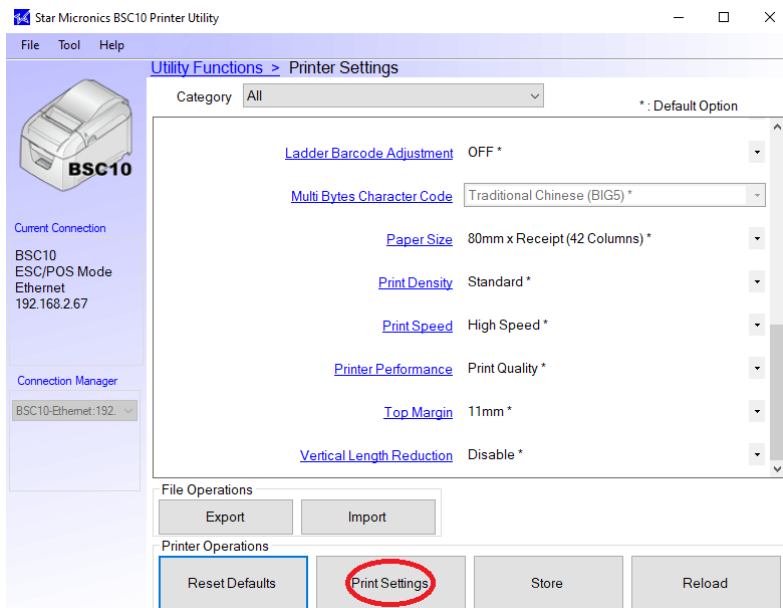 Star Micronics BSC10 Printer Utility
File Tool Help
Utility Functions > Printer Settings
Category All
* : Default Option
BSC10
Ladder Barcode Adjustment OFF *
Multi Bytes Character Code Traditional Chinese (BIG5) *
Current Connection
BSC10
ESC/POS Mode
Ethernet
192.168.2.67
Paper Size 80mm x Receipt (42 Columns) *
Print Density Standard *
Print Speed High Speed *
Printer Performance Print Quality *
Connection Manager
BSC10-Ethernet:192.
Top Margin 11mm *
Vertical Length Reduction Disable *
File Operations
Export Import
Printer Operations
Reset Defaults Print Settings Store Reload